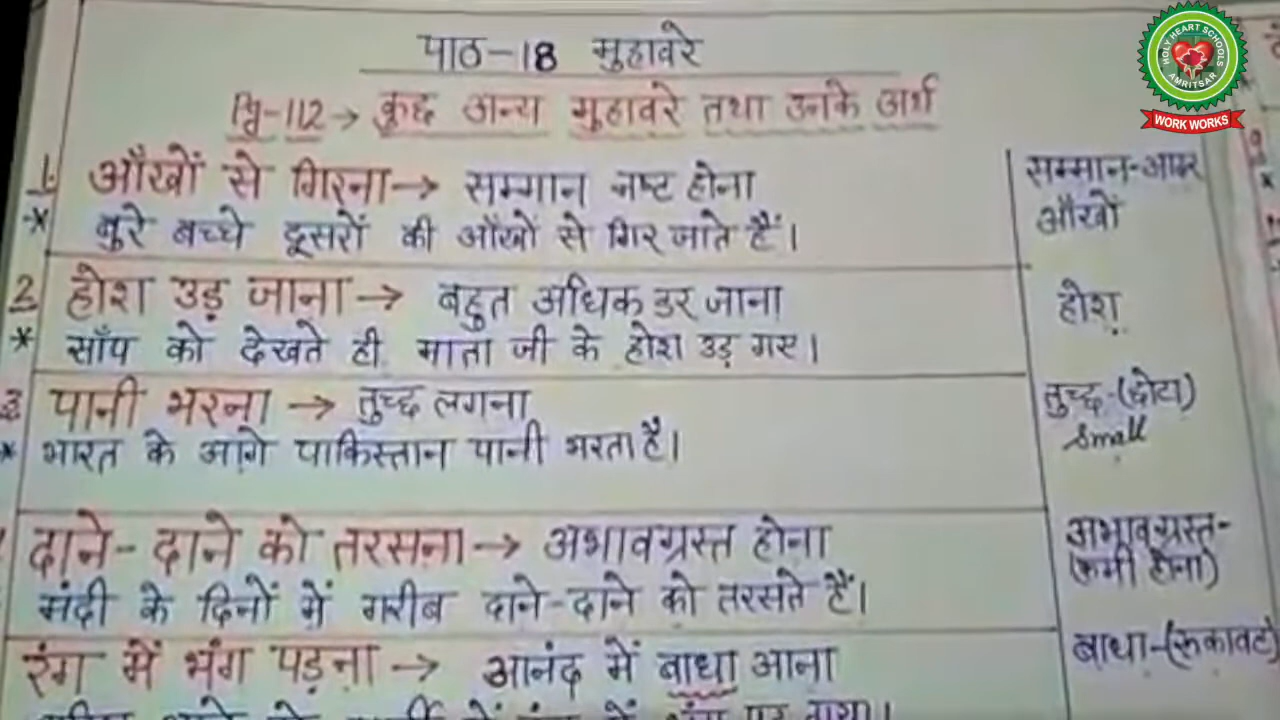 पाठ-18 मुहावरे
Pg-112→ कुछ अन्य मुहावरे तथा उनके अर्थ
1. आँखों से गिरना→ सम्मान नष्ट होना
* बुरे बच्चे दूसरों की आँखों से गिर जाते हैं।
सम्मान-आदर
आँखों
2 होश उड़ जाना→ बहुत अधिक डर जाना
* साँप को देखते ही माता जी के होश उड़ गए।
होश
3 पानी भरना → तुच्छ लगना
* भारत के आगे पाकिस्तान पानी भरता है।
तुच्छ-(छोटा)
Small
दाने-दाने को तरसना→ अभावग्रस्त होना
मंदी के दिनों में गरीब दाने-दाने को तरसते हैं।
अभावग्रस्त-
(कमी होना)
रंग में भंग पड़ना→ आनंद में बाधा आना
बाधा-(रुकावट)
HOLY HEART SCHOOLS
AMRITSAR
WORK WORKS